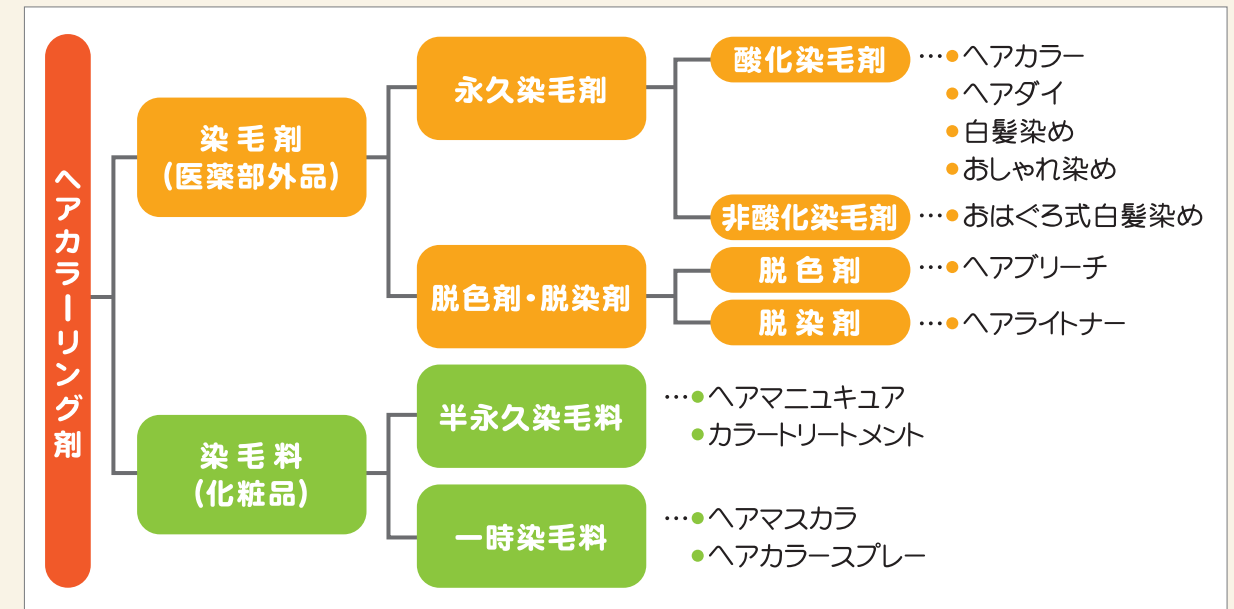 ヘアカラーリング剤
染毛剤
(医薬部外品)
永久染毛剤
酸化染毛剤
…●ヘアカラー
●ヘアダイ
●白髪染め
●おしゃれ染め
非酸化染毛剤
…●おはぐろ式白髪染め
脱色剤・脱染剤
脱色剤
…●ヘアブリーチ
脱染剤
…●ヘアライトナー
染毛料
(化粧品)
半永久染毛料
…●ヘアマニュキュア
●カラートリートメント
一時染毛料
…●ヘアマスカラ
●ヘアカラースプレー